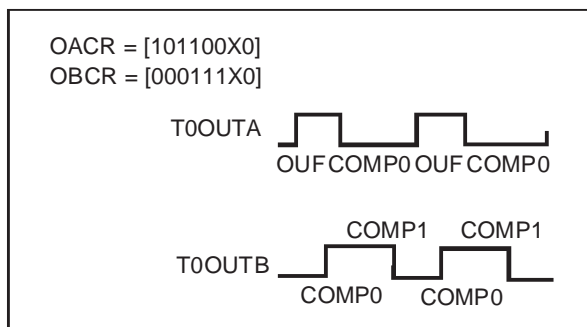 OACR = [101100X0]
OBCR = [000111X0]
T0OUTA
OUF COMP0 OUF COMP0
COMP1 COMP1
T0OUTB
COMP0 COMP0